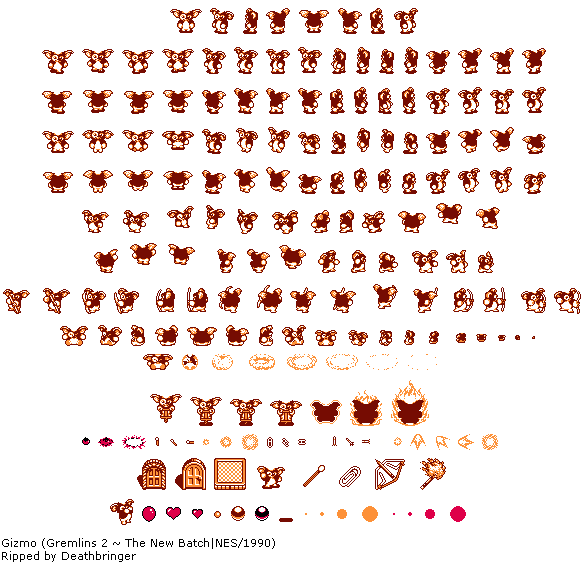 Gizmo (Gremlins 2 ~ The New Batch|NES/1990)
Ripped by Deathbringer